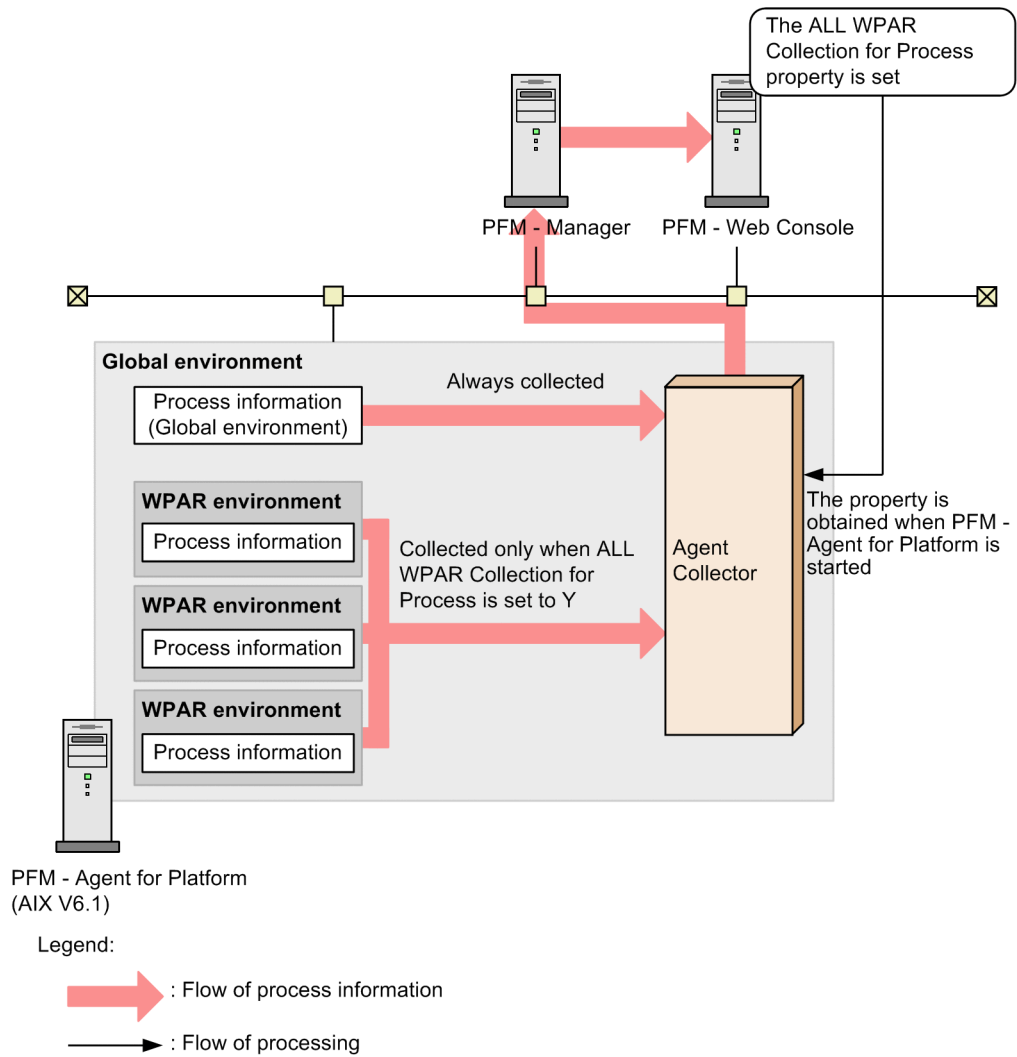 The ALL WPAR
Collection for Process
property is set
PFM - Manager
PFM - Web Console
Global environment
Process information
(Global environment)
Always collected
WPAR environment
Process information
WPAR environment
Process information
WPAR environment
Process information
Collected only when ALL
WPAR Collection for
Process is set to Y
Agent
Collector
The property is
obtained when PFM -
Agent for Platform is
started
PFM - Agent for Platform
(AIX V6.1)
Legend:
: Flow of process information
: Flow of processing